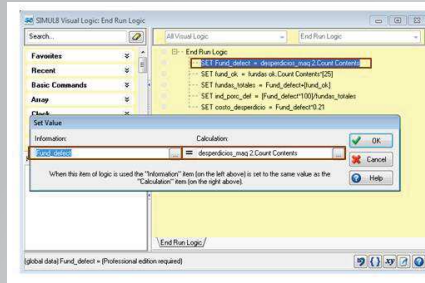 SIMUL8 Visual Logic: End Run Logic
Search...
All Visual Logic
End Run Logic
Favorites
Recent
Basic Commands
Array
Clock
End Run Logic
SET Fund_defect = desperdicios_maq 2.Count Contents
SET fund_ok = fundas ok.Count Contents*[25]
SET fundas_totales = Fund_defect+[fund_ok]
SET ind_porc_def = [Fund_defect*100]/fundas_totales
SET costo_desperdicio = Fund_defect*0.21
Set Value
Information:
Calculation:
Fund_defect
...
=
desperdicios_maq 2.Count Contents
...
OK
Cancel
Help
When this item of logic is used the "Information" item (on the left above) is set to the same value as the
"Calculation" item (on the right above).
End Run Logic
[global data] Fund_defect = (Professional edition required)